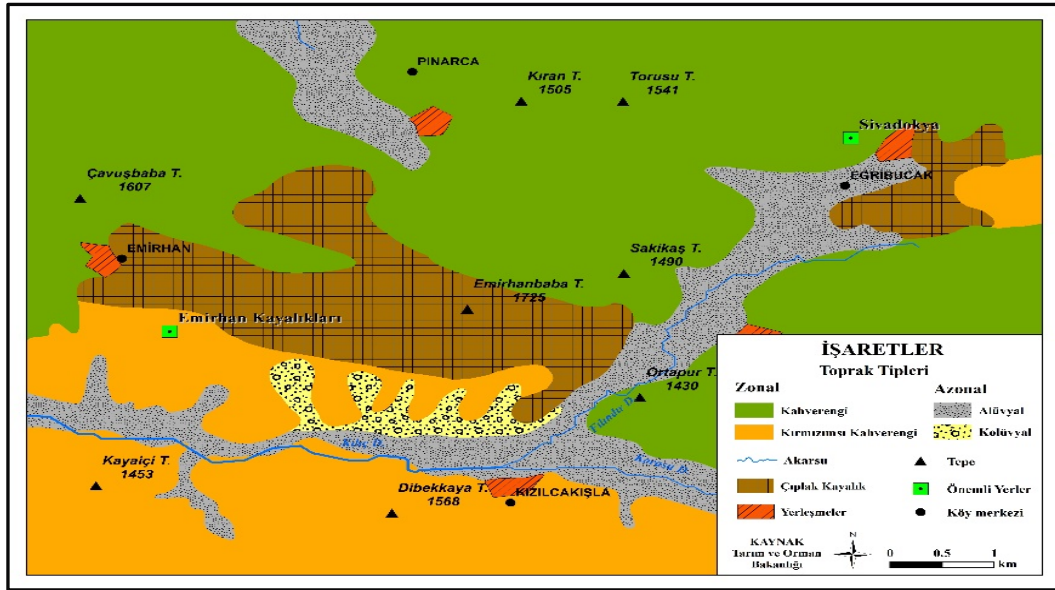 PINARCA
Kıran T.
1505
Torusu T.
1541
Sivadokya
Çavuşbaba T.
1607
EĞRİBUCAK
EMİRHAN
Sakikaş T.
1490
Emirhanbaba T.
1725
Emirhan Kayalıkları
Ortapur T.
1430
Kayaiçi T.
1453
Dibekkaya T.
1568
KIZILCAKIŞLA
İŞARETLER
Toprak Tipleri
Zonal
Azonal
Kahverengi
Alüvyal
Kırmızımsı Kahverengi
Kolüvyal
Akarsu
Tepe
Çıplak Kayalık
Önemli Yerler
Yerleşmeler
Köy merkezi
KAYNAK
Tarım ve Orman
Bakanlığı
N
0 0.5 1
km